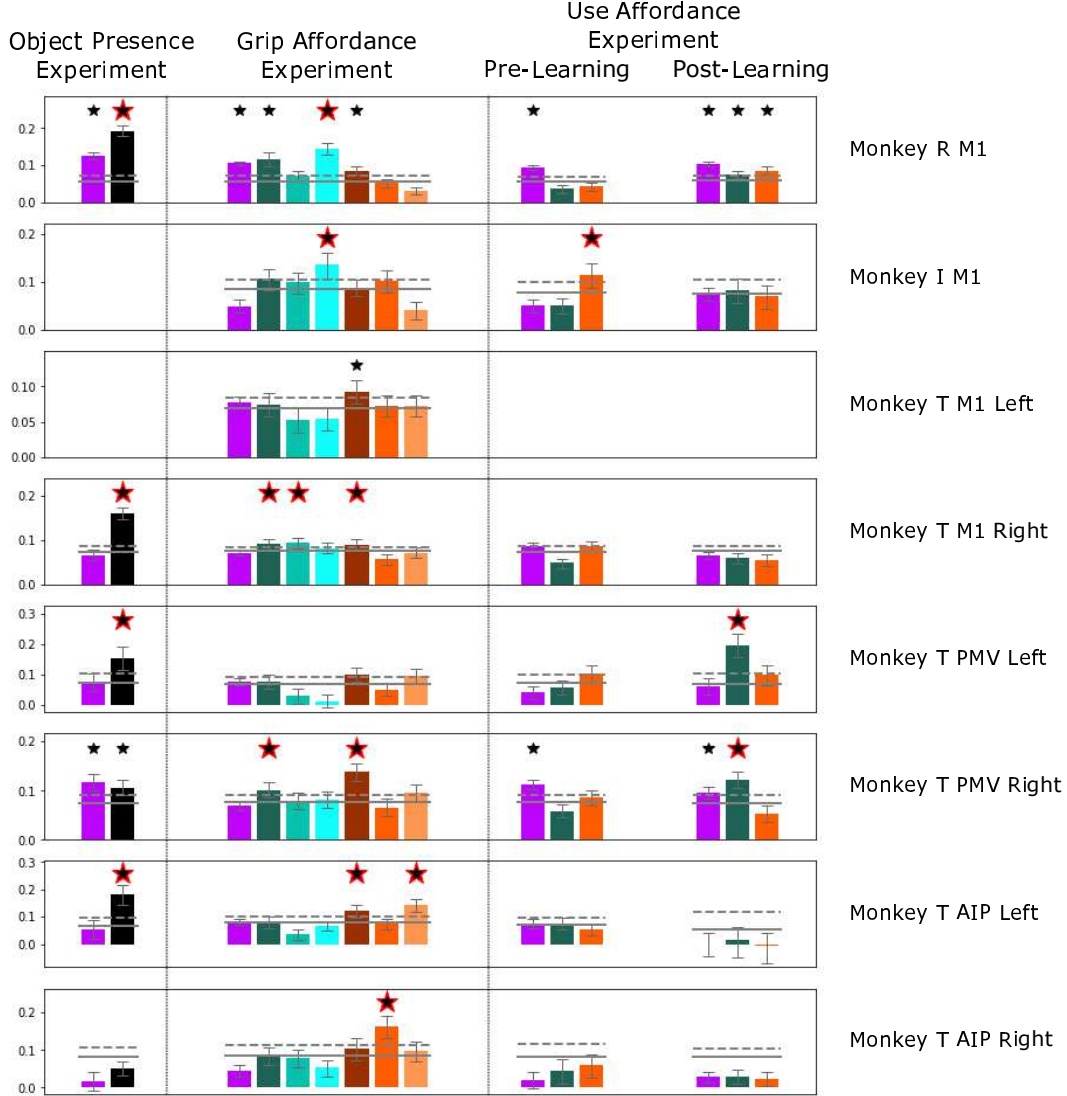 Use Affordance
Object Presence Grip Affordance Experiment
Experiment Experiment Pre-Learning Post-Learning
0.2
0.1
0.0
Monkey R M1
0.2
0.1
0.0
Monkey I M1
0.10
0.05
0.00
Monkey T M1 Left
0.2
0.1
0.0
Monkey T M1 Right
0.3
0.2
0.1
0.0
Monkey T PMV Left
0.2
0.1
0.0
Monkey T PMV Right
0.3
0.2
0.1
0.0
Monkey T AIP Left
0.2
0.1
0.0
Monkey T AIP Right